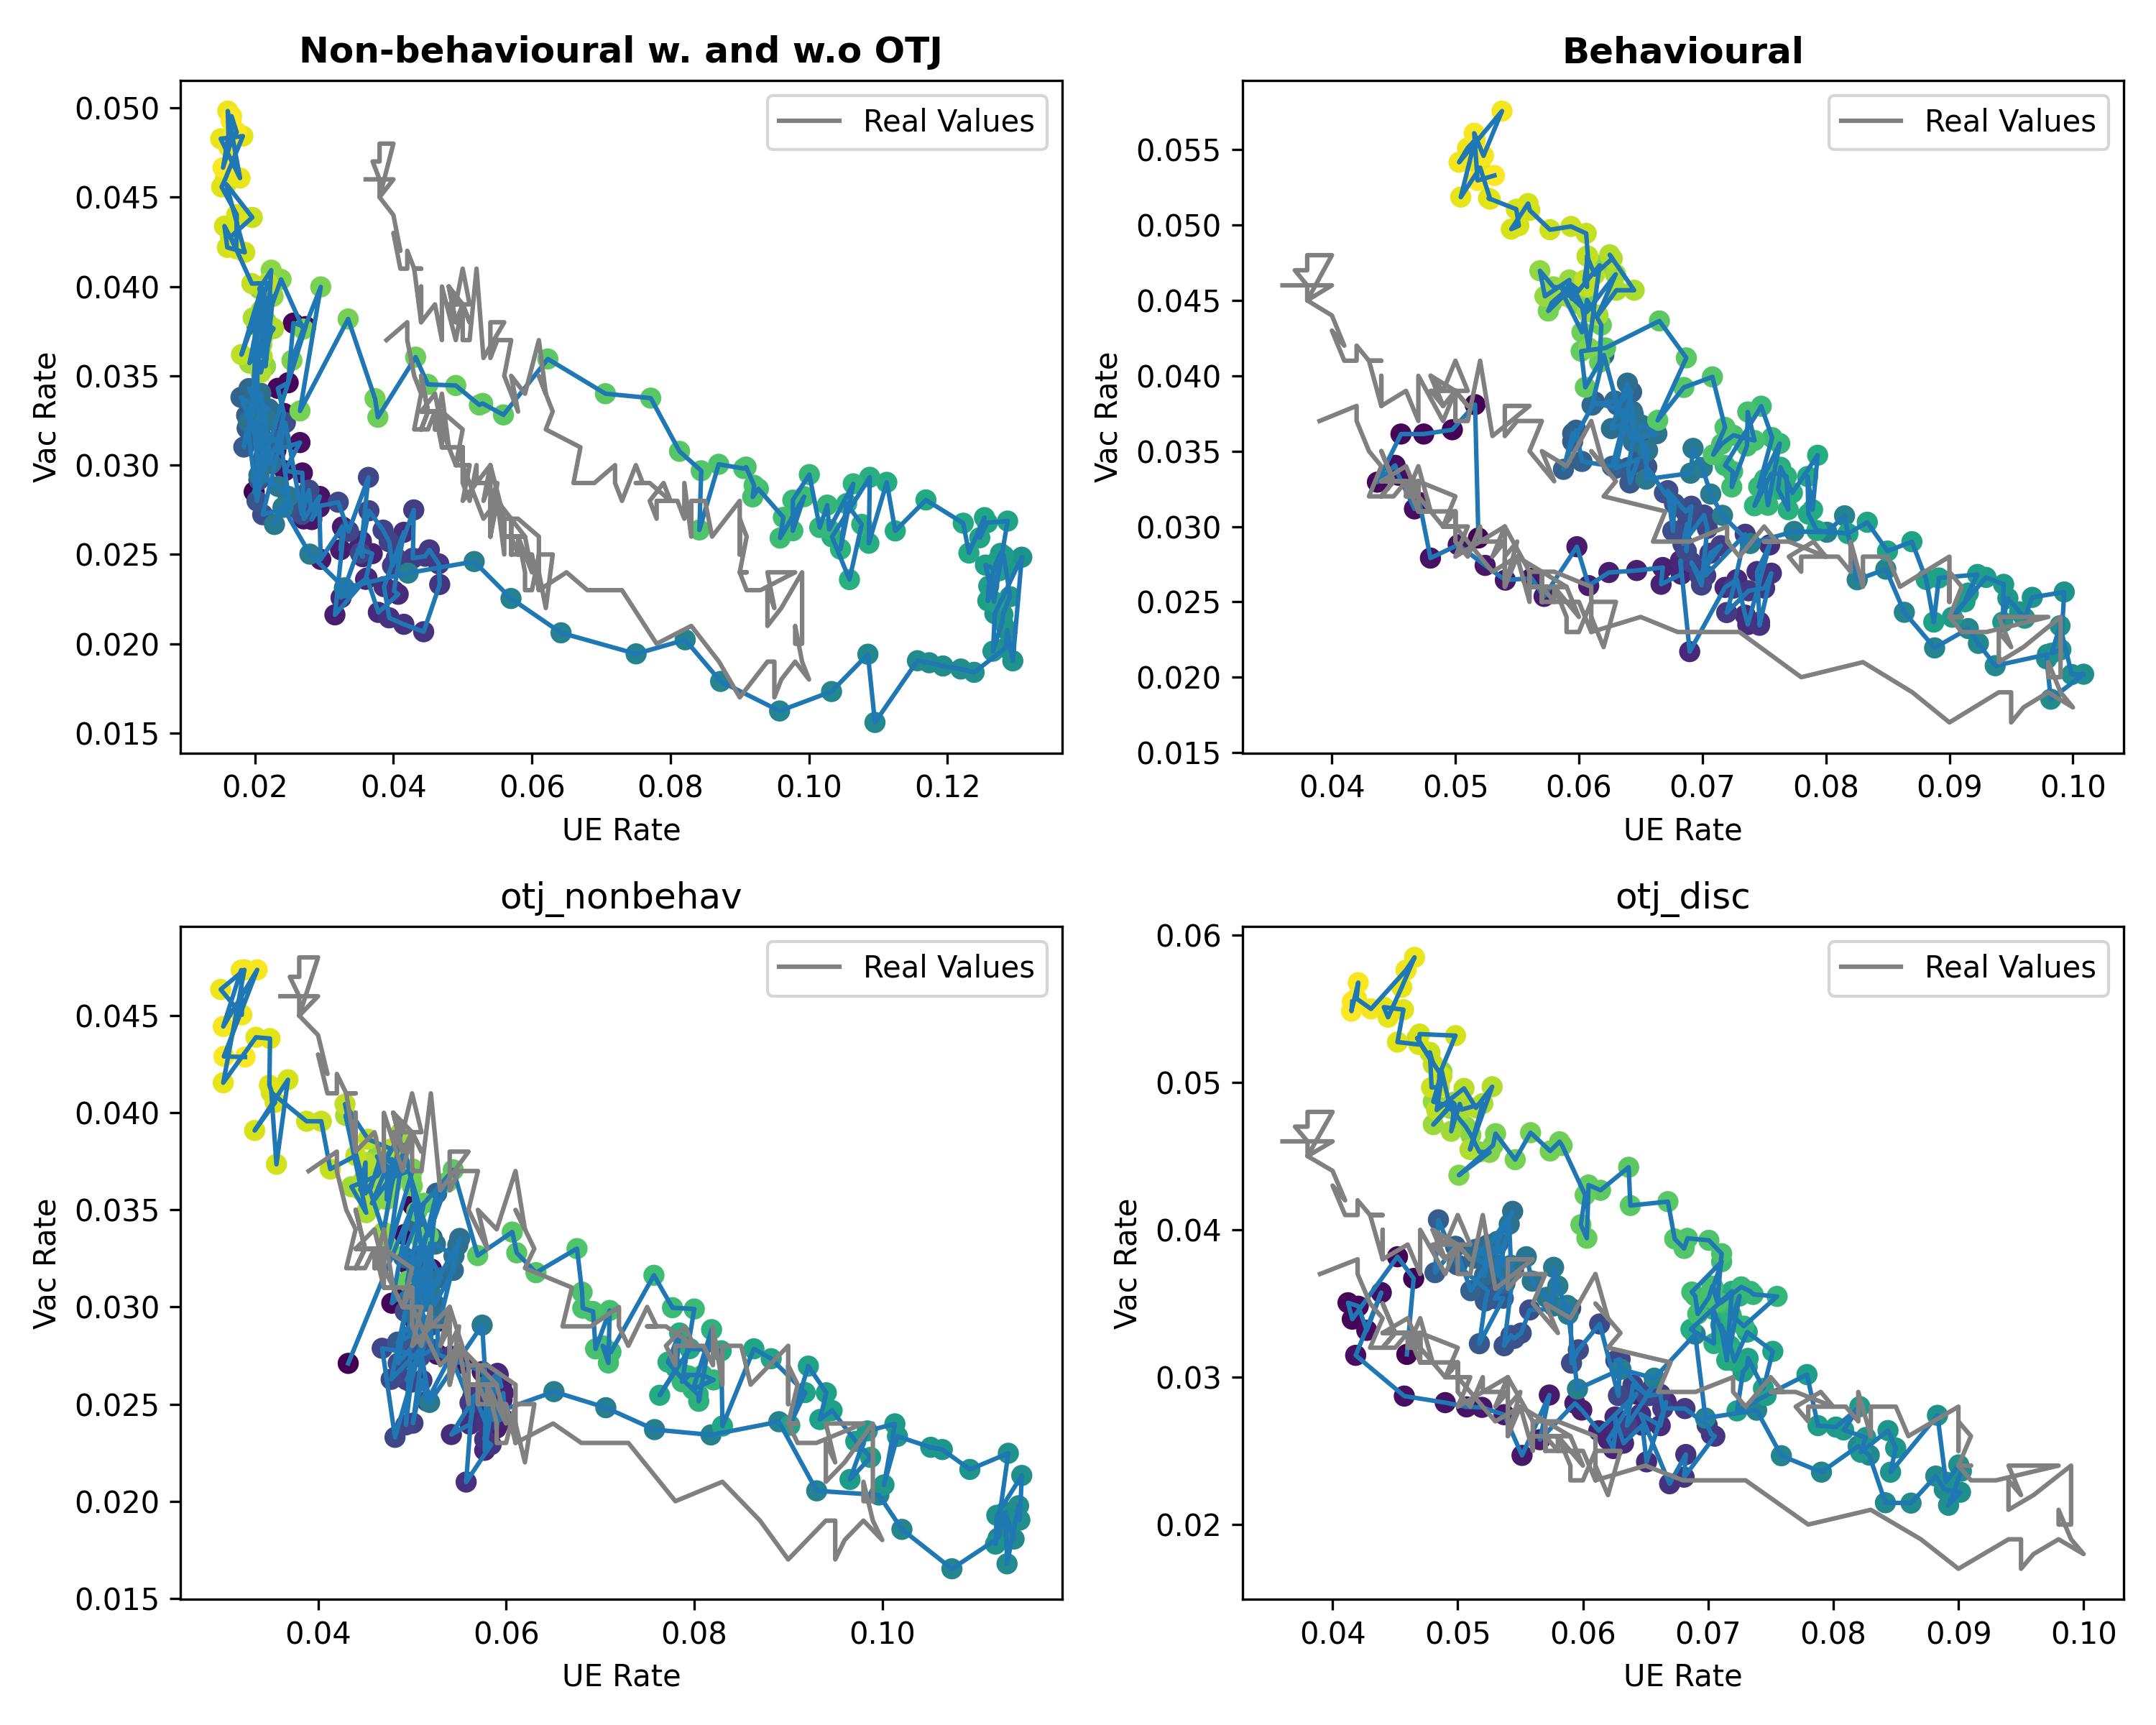 Non-behavioural w. and w.o OTJ
Real Values
0.050
0.045
0.040
0.035
0.030
0.025
0.020
0.015
Vac Rate
0.02 0.04 0.06 0.08 0.10 0.12
UE Rate
Behavioural
Real Values
0.055
0.050
0.045
0.040
0.035
0.030
0.025
0.020
0.015
Vac Rate
0.04 0.05 0.06 0.07 0.08 0.09 0.10
UE Rate
otj_nonbehav
Real Values
0.045
0.040
0.035
0.030
0.025
0.020
0.015
Vac Rate
0.04 0.06 0.08 0.10
UE Rate
otj_disc
Real Values
0.06
0.05
0.04
0.03
0.02
Vac Rate
0.04 0.05 0.06 0.07 0.08 0.09 0.10
UE Rate